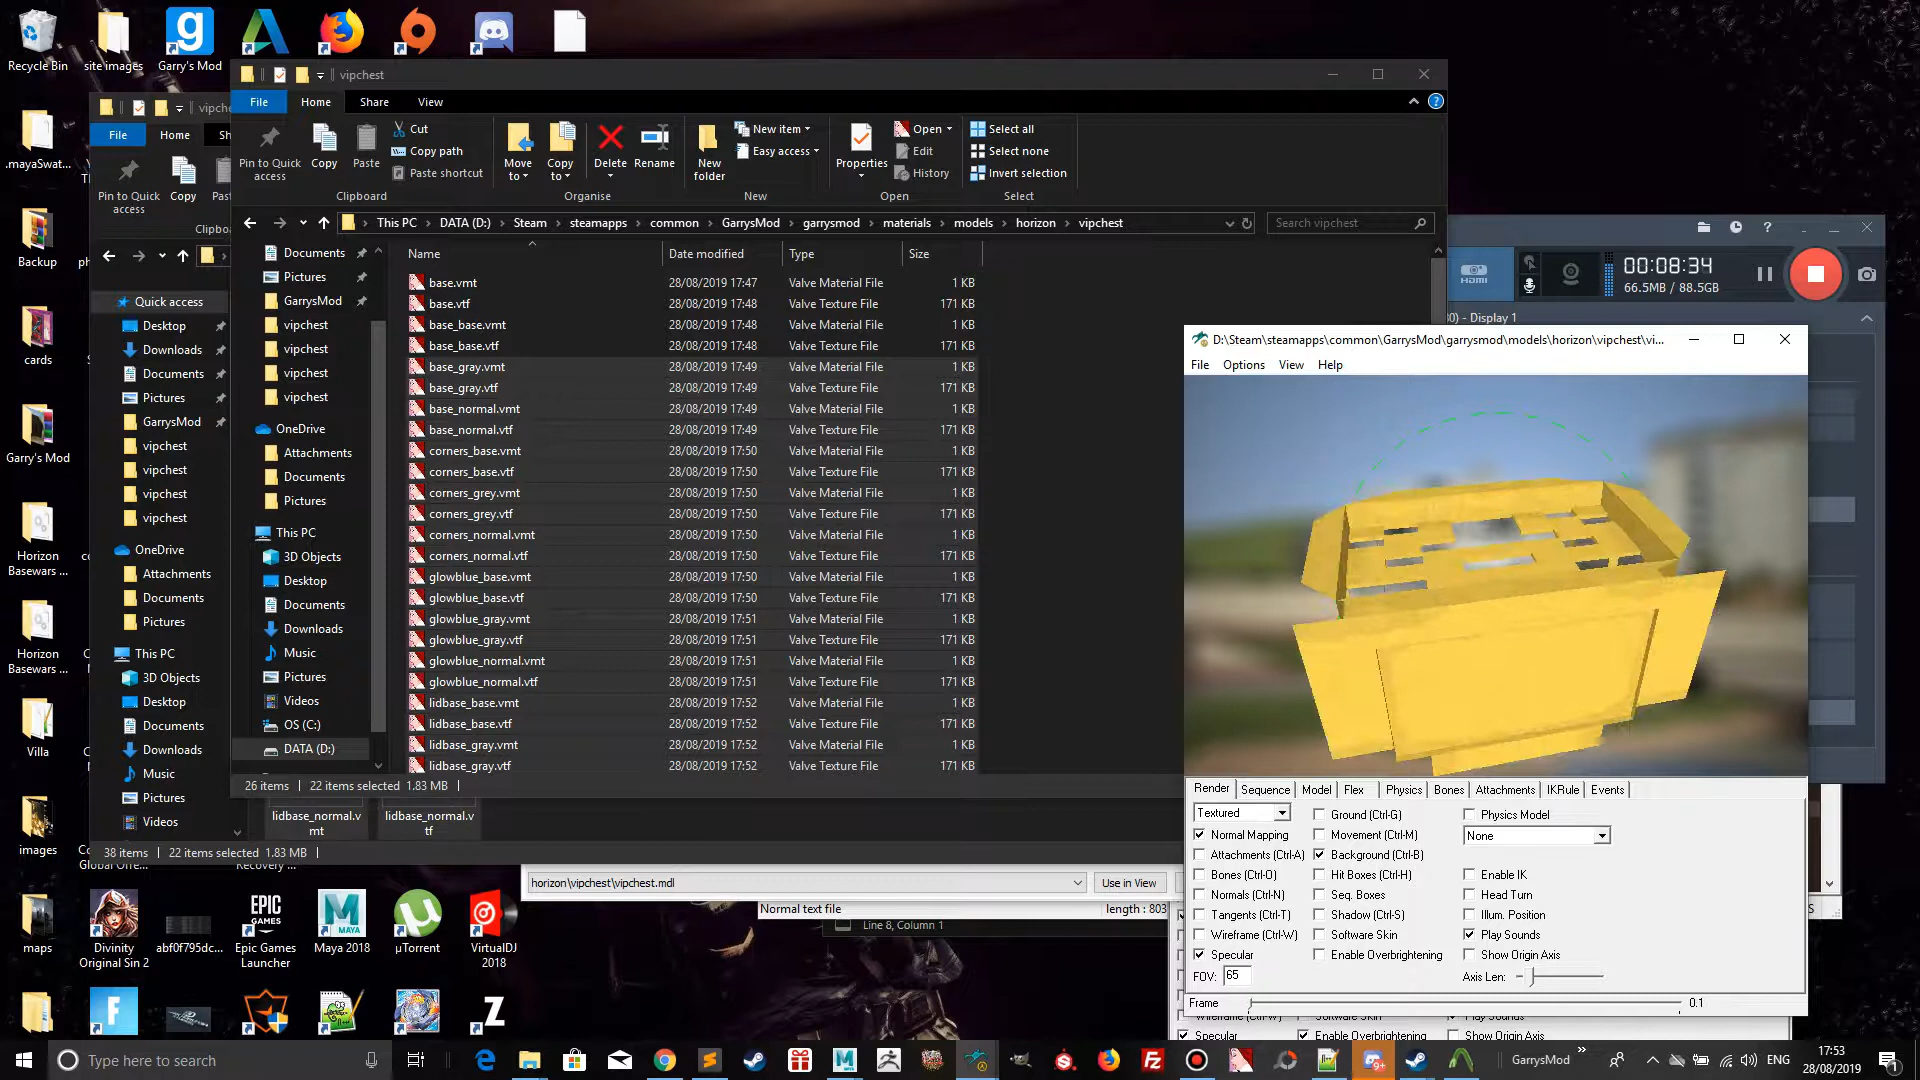 Recycle Bin
site images
Garry's Mod
.mayaSwat...
Backup
cards
Garry's Mod
Horizon
Basewars ...
Horizon
Basewars ...
Villa
images
maps
vipchest
File
Home
Share
View
Pin to Quick
access
Copy
Paste
Cut
Copy path
Paste shortcut
Clipboard
Move
to
Copy
to
Delete
Rename
Organise
New
folder
New item
Easy access
New
Properties
Open
Edit
History
Open
Select all
Select none
Invert selection
Select
This PC
DATA (D:)
Steam
steamapps
common
GarrysMod
garrysmod
materials
models
horizon
vipchest
Search vipchest
Documents
Pictures
GarrysMod
vipchest
vipchest
vipchest
vipchest
OneDrive
Attachments
Documents
Pictures
This PC
3D Objects
Desktop
Documents
Downloads
Music
Pictures
Videos
OS (C:)
DATA (D:)
Name Date modified Type Size
base.vmt 28/08/2019 17:47 Valve Material File 1 KB
base.vtf 28/08/2019 17:48 Valve Texture File 171 KB
base_base.vmt 28/08/2019 17:48 Valve Material File 1 KB
base_base.vtf 28/08/2019 17:48 Valve Texture File 171 KB
base_gray.vmt 28/08/2019 17:49 Valve Material File 1 KB
base_gray.vtf 28/08/2019 17:49 Valve Texture File 171 KB
base_normal.vmt 28/08/2019 17:49 Valve Material File 1 KB
base_normal.vtf 28/08/2019 17:49 Valve Texture File 171 KB
corners_base.vmt 28/08/2019 17:50 Valve Material File 1 KB
corners_base.vtf 28/08/2019 17:50 Valve Texture File 171 KB
corners_grey.vmt 28/08/2019 17:50 Valve Material File 1 KB
corners_grey.vtf 28/08/2019 17:50 Valve Texture File 171 KB
corners_normal.vmt 28/08/2019 17:50 Valve Material File 1 KB
corners_normal.vtf 28/08/2019 17:50 Valve Texture File 171 KB
glowblue_base.vmt 28/08/2019 17:50 Valve Material File 1 KB
glowblue_base.vtf 28/08/2019 17:50 Valve Texture File 171 KB
glowblue_gray.vmt 28/08/2019 17:51 Valve Material File 1 KB
glowblue_gray.vtf 28/08/2019 17:51 Valve Texture File 171 KB
glowblue_normal.vmt 28/08/2019 17:51 Valve Material File 1 KB
glowblue_normal.vtf 28/08/2019 17:51 Valve Texture File 171 KB
lidbase_base.vmt 28/08/2019 17:52 Valve Material File 1 KB
lidbase_base.vtf 28/08/2019 17:52 Valve Texture File 171 KB
lidbase_gray.vmt 28/08/2019 17:52 Valve Material File 1 KB
lidbase_gray.vtf 28/08/2019 17:52 Valve Texture File 171 KB
26 items 22 items selected 1.83 MB
vipch
File
Home
Sh
Pin to Quick
access
Copy
Past
Clipbo
Quick access
Desktop
Downloads
Documents
Pictures
GarrysMod
vipchest
vipchest
vipchest
vipchest
OneDrive
Attachments
Documents
Pictures
This PC
3D Objects
Desktop
Documents
Downloads
Music
Pictures
Videos
lidbase_normal.v
mt
lidbase_normal.v
tf
38 items 22 items selected 1.83 MB
Global Offe...
Recovery ...
horizon\vipchest\vipchest.mdl
Use in View
Normal text file
length : 803
Line 8, Column 1
00:08:34
66.5MB / 88.5GB
HDMI
0) - Display 1
D:\Steam\steamapps\common\GarrysMod\garrysmod\models\horizon\vipchest\vi...
File Options View Help
Render Sequence Model Flex Physics Bones Attachments IKRule Events
Textured
Ground (Ctrl-G)
Physics Model
Normal Mapping
Movement (Ctrl-M)
None
Attachments (Ctrl-A)
Background (Ctrl-B)
Bones (Ctrl-O)
Hit Boxes (Ctrl-H)
Enable IK
Normals (Ctrl-N)
Seq. Boxes
Head Turn
Tangents (Ctrl-T)
Shadow (Ctrl-S)
Illum. Position
Wireframe (Ctrl-W)
Software Skin
Play Sounds
Specular
Enable Overbrightening
Show Origin Axis
FOV: 65
Axis Len:
Frame
0.1
Specular
Enable Overbrightening
Show Origin Axis
Divinity
Original Sin 2
abf0f795dc...
EPIC
GAMES
Epic Games
Launcher
Maya 2018
µTorrent
VirtualDJ
2018
Type here to search
GarrysMod
ENG
17:53
28/08/2019